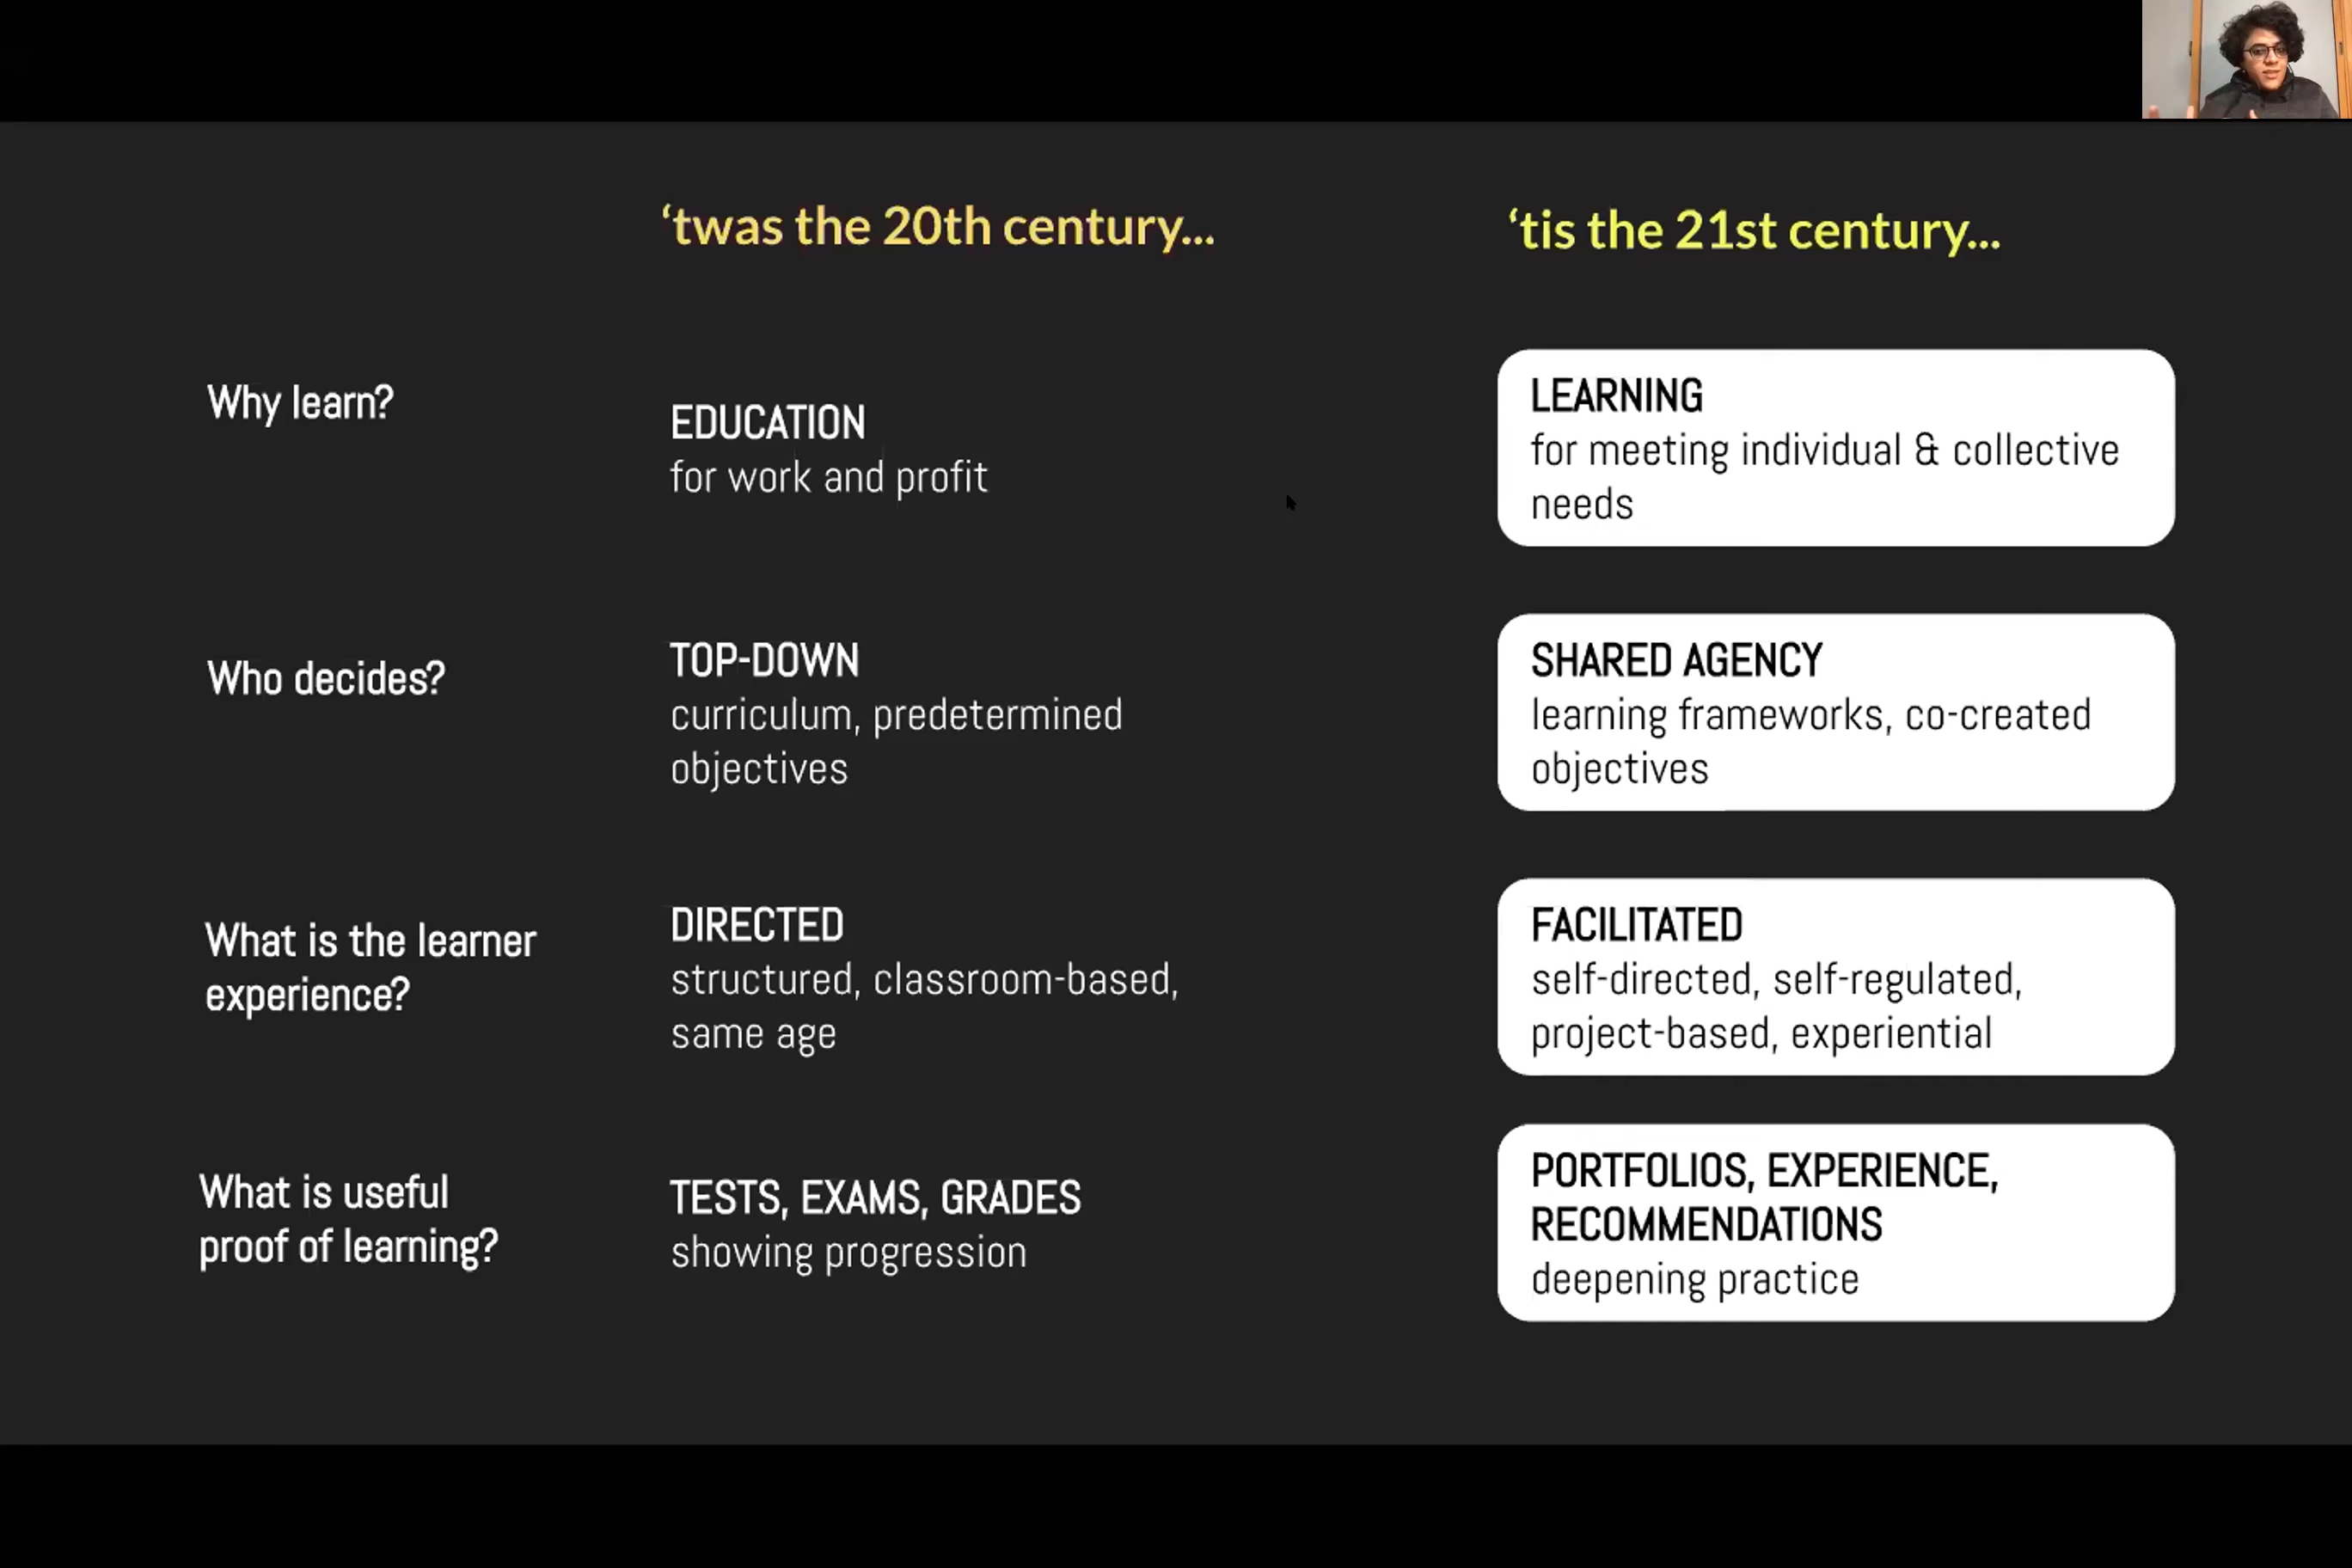 ‘twas the 20th century...
‘tis the 21st century...
Why learn?
EDUCATION
for work and profit
LEARNING
for meeting individual & collective
needs
Who decides?
TOP-DOWN
curriculum, predetermined
objectives
SHARED AGENCY
learning frameworks, co-created
objectives
What is the learner
experience?
DIRECTED
structured, classroom-based,
same age
FACILITATED
self-directed, self-regulated,
project-based, experiential
What is useful
proof of learning?
TESTS, EXAMS, GRADES
showing progression
PORTFOLIOS, EXPERIENCE,
RECOMMENDATIONS
deepening practice